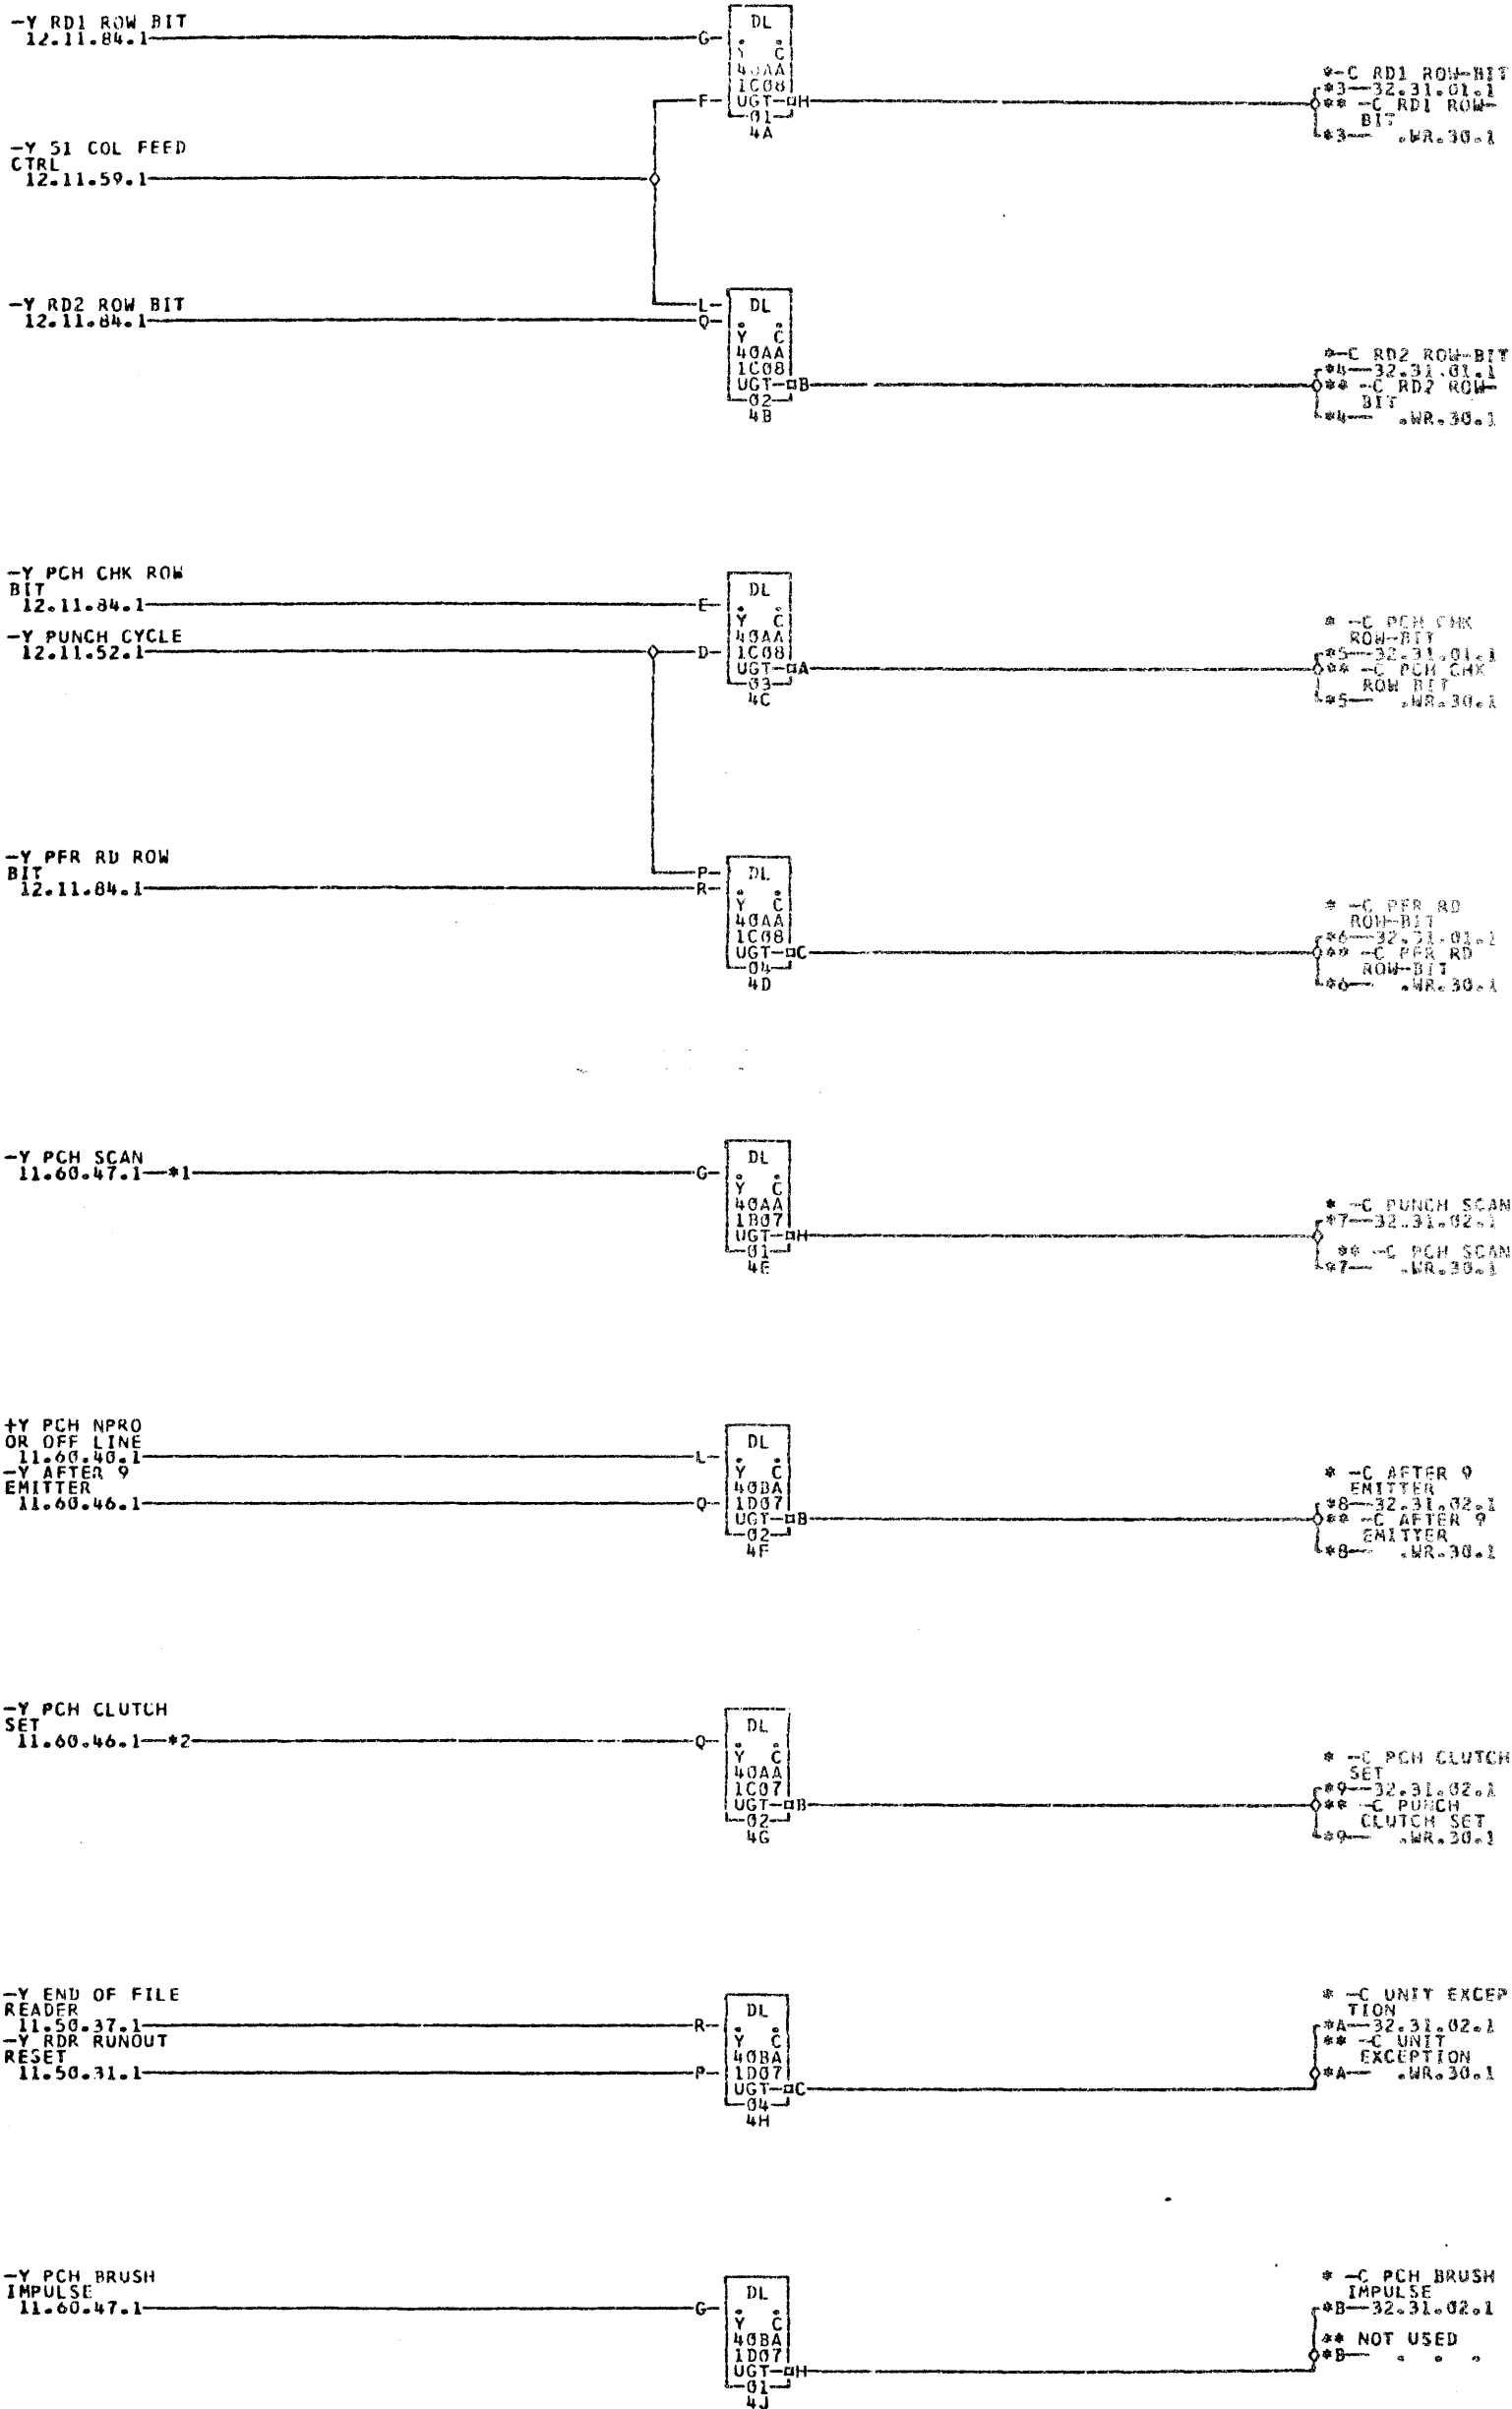 -Y RD1 ROW BIT
12.11.84.1
G
DL
Y C
40AA
1C08
F
UGT H
01
4A
*-C RD1 ROW-BIT
*3 32.31.01.1
** -C RD1 ROW-
BIT
*3 .WR.30.1
-Y 51 COL FEED
CTRL
12.11.59.1
-Y RD2 ROW BIT
12.11.84.1
L
Q
DL
Y C
40AA
1C08
UGT B
02
4B
*-C RD2 ROW-BIT
*4 32.31.01.1
** -C RD2 ROW-
BIT
*4 .WR.30.1
-Y PCH CHK ROW
BIT
12.11.84.1
E
-Y PUNCH CYCLE
12.11.52.1
D
DL
Y C
40AA
1C08
UGT A
03
4C
* -C PCH CHK
ROW-BIT
*5 32.31.01.1
** -C PCH CHK
ROW BIT
*5 .WR.30.1
-Y PFR RD ROW
BIT
12.11.84.1
P
R
DL
Y C
40AA
1C08
UGT C
04
4D
* -C PFR RD
ROW-BIT
*6 32.31.01.1
** -C PFR RD
ROW-BIT
*6 .WR.30.1
-Y PCH SCAN
11.60.47.1 *1
G
DL
Y C
40AA
1B07
UGT H
01
4E
* -C PUNCH SCAN
*7 32.31.02.1
** -C PCH SCAN
*7 .WR.30.1
+Y PCH NPRO
OR OFF LINE
11.60.40.1
L
-Y AFTER 9
EMITTER
11.60.46.1
Q
DL
Y C
40BA
1D07
UGT B
02
4F
* -C AFTER 9
EMITTER
*8 32.31.02.1
** -C AFTER 9
EMITTER
*8 .WR.30.1
-Y PCH CLUTCH
SET
11.60.46.1 *2
Q
DL
Y C
40AA
1C07
UGT B
02
4G
* -C PCH CLUTCH
SET
*9 32.31.02.1
** -C PUNCH
CLUTCH SET
*9 .WR.30.1
-Y END OF FILE
READER
11.50.37.1
R
-Y RDR RUNOUT
RESET
11.50.31.1
P
DL
Y C
40BA
1D07
UGT C
04
4H
* -C UNIT EXCEP
TION
*A 32.31.02.1
** -C UNIT
EXCEPTION
*A .WR.30.1
-Y PCH BRUSH
IMPULSE
11.60.47.1
G
DL
Y C
40BA
1D07
UGT H
01
4J
* -C PCH BRUSH
IMPULSE
*B 32.31.02.1
** NOT USED
*B . . .